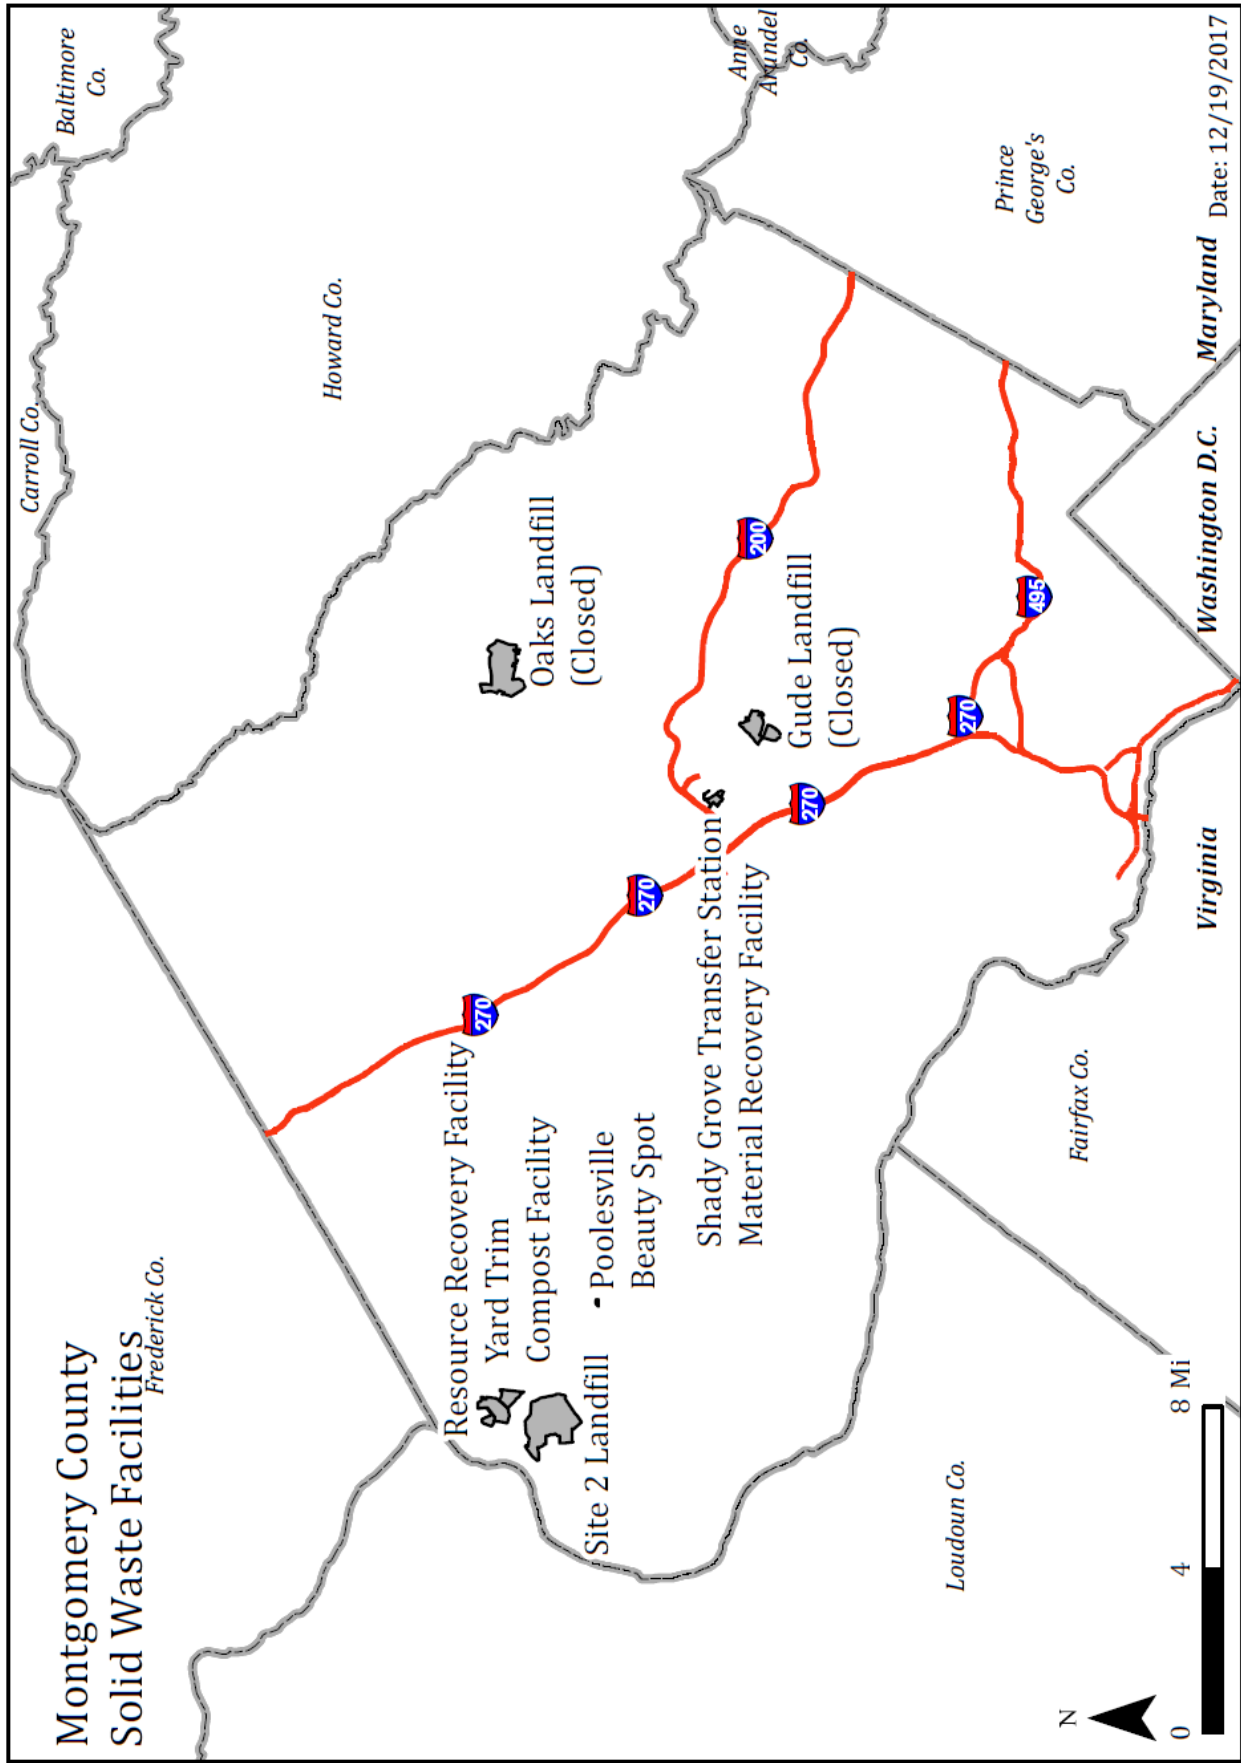 Montgomery County
Solid Waste Facilities
Frederick Co.
Carroll Co.
Baltimore
Co.
Howard Co.
Anne
Arundel
Co.
Resource Recovery Facility
Yard Trim
Compost Facility
Site 2 Landfill
Poolesville
Beauty Spot
270
270
Oaks Landfill
(Closed)
Shady Grove Transfer Station
Material Recovery Facility
270
200
Gude Landfill
(Closed)
270
495
Prince
George's
Co.
Loudoun Co.
Fairfax Co.
Virginia
Washington D.C.
Maryland
N
0 4 8 Mi
Date: 12/19/2017